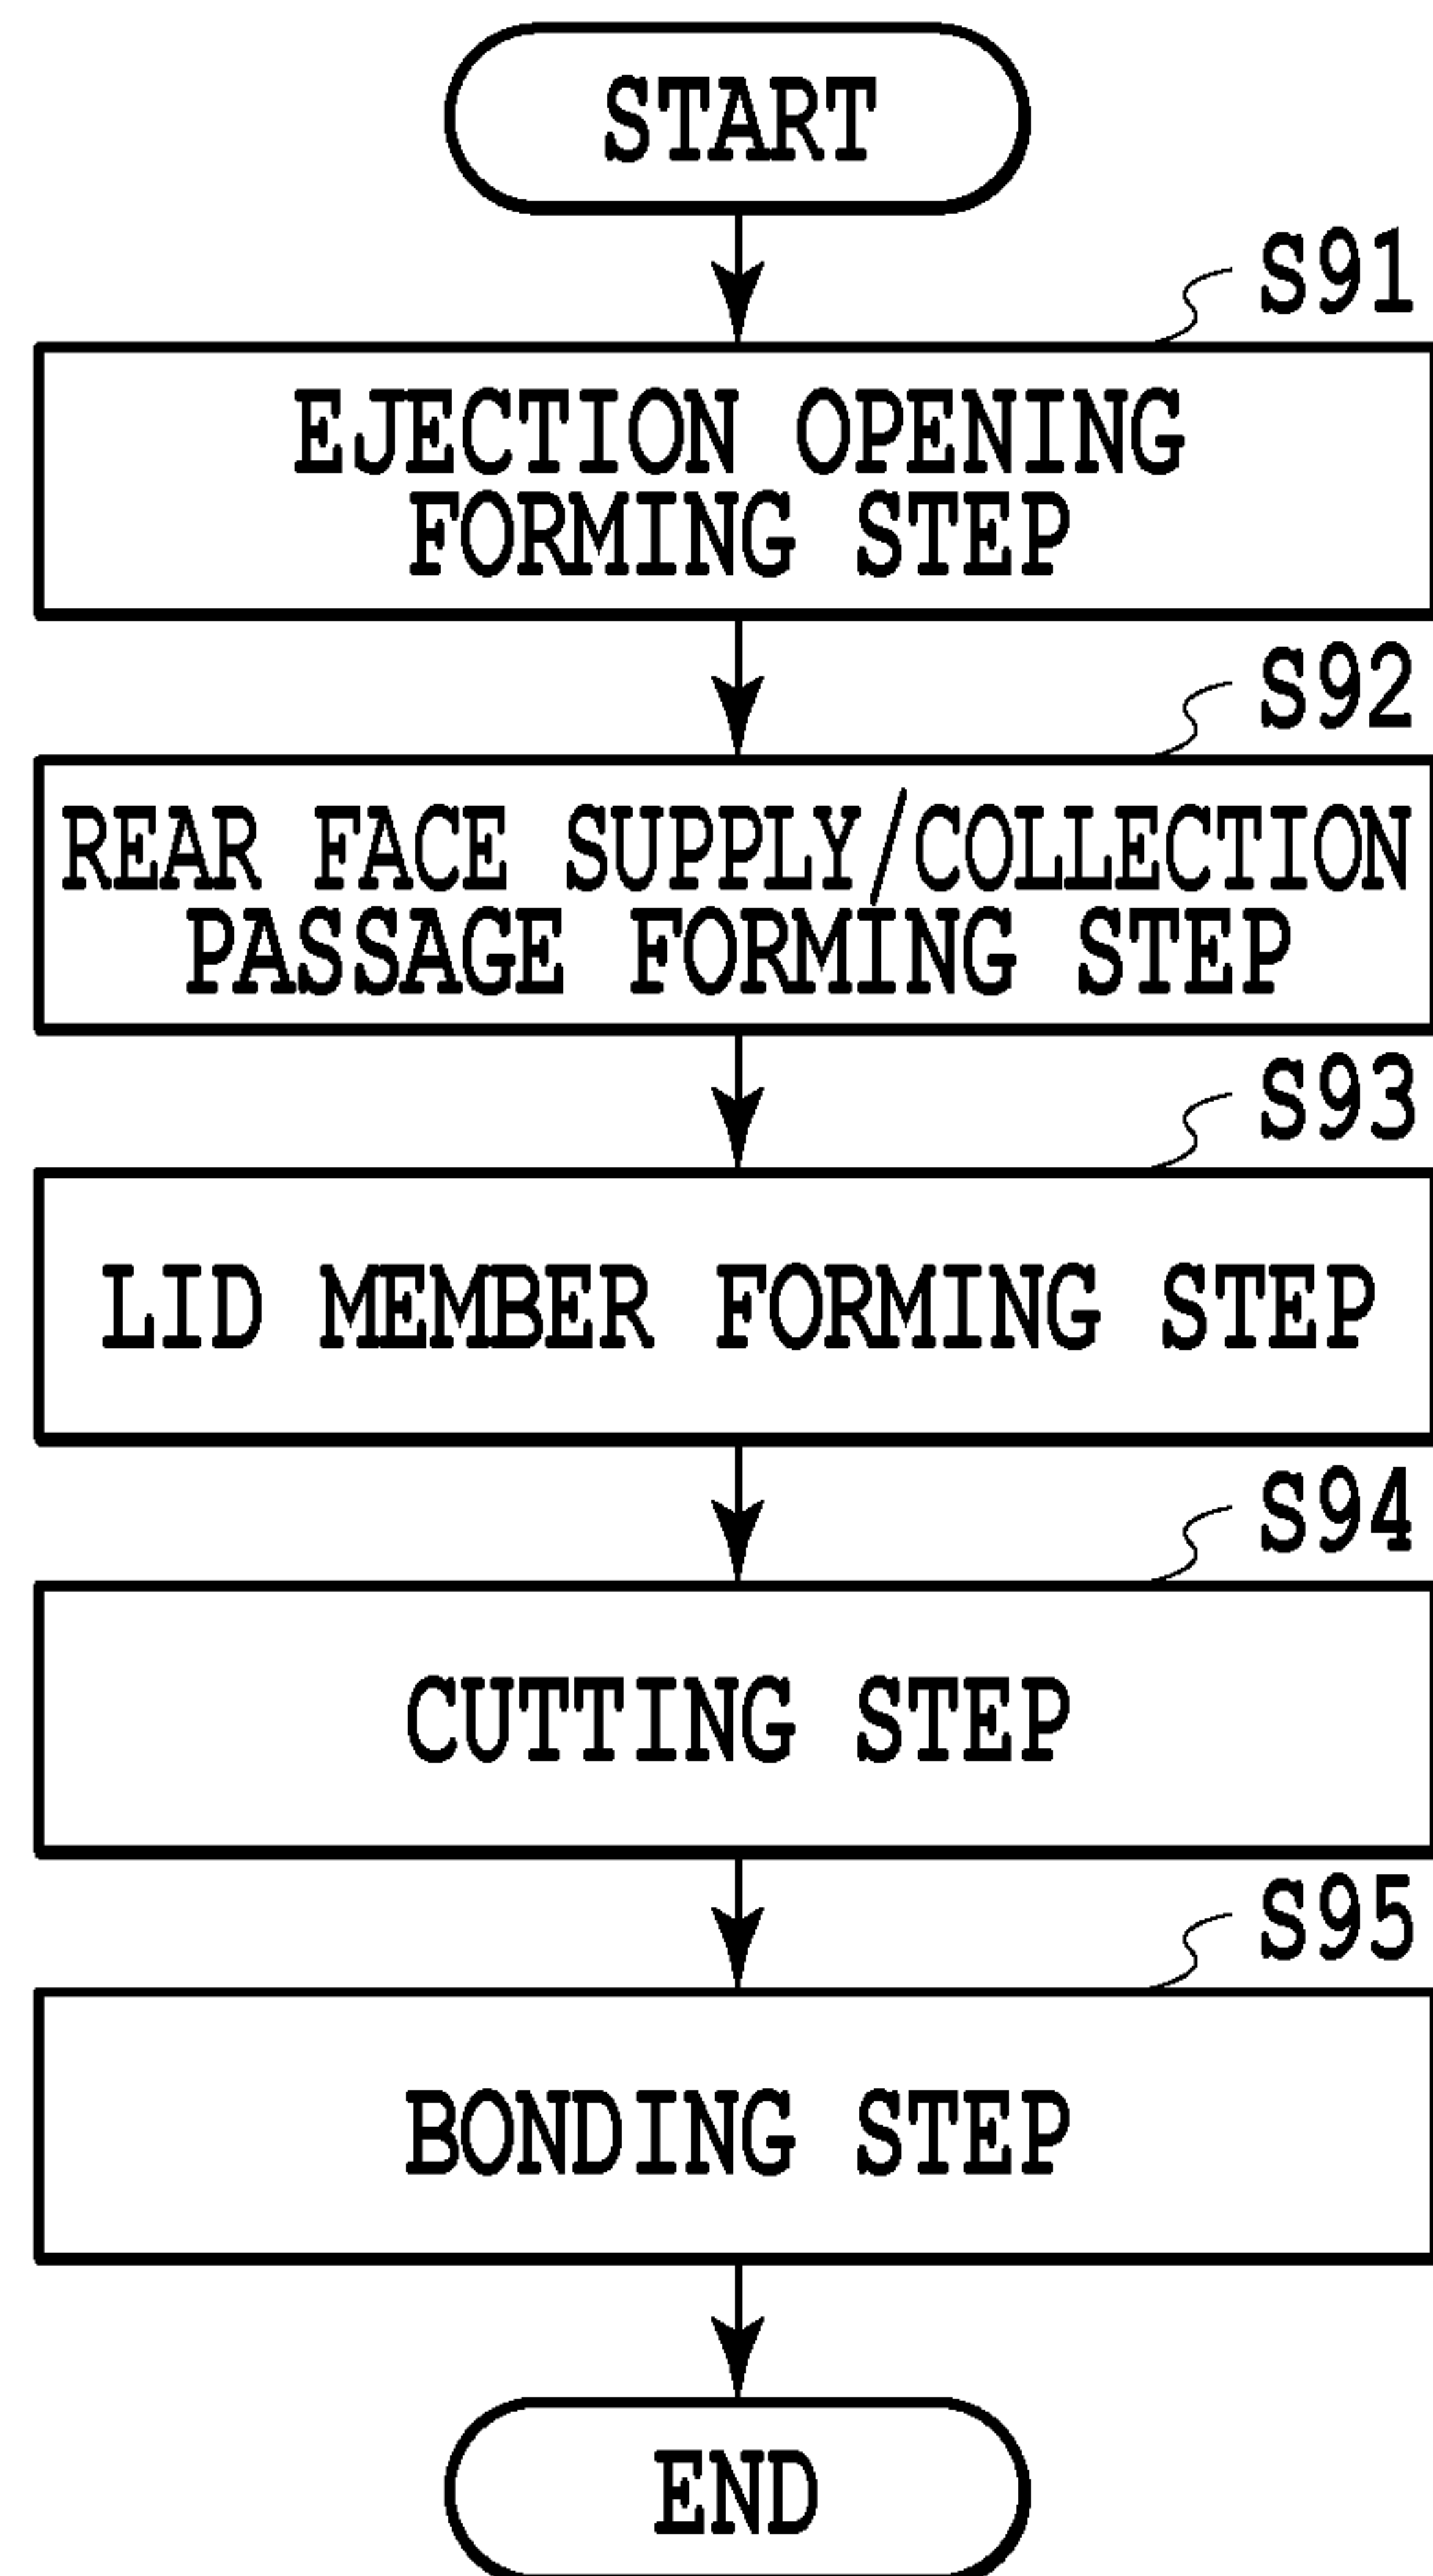 START
S91
EJECTION OPENING
FORMING STEP
S92
REAR FACE SUPPLY/COLLECTION
PASSAGE FORMING STEP
S93
LID MEMBER FORMING STEP
S94
CUTTING STEP
S95
BONDING STEP
END